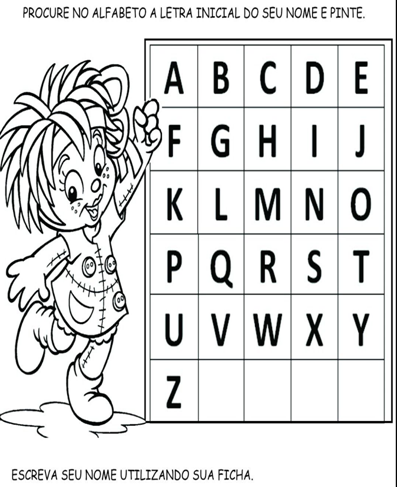 PROCURE NO ALFABETO A LETRA INICIAL DO SEU NOME E PINTE.
A B C D E
F G H I J
K L M N O
P Q R S T
U V W X Y
Z
ESCREVA SEU NOME UTILIZANDO SUA FICHA.